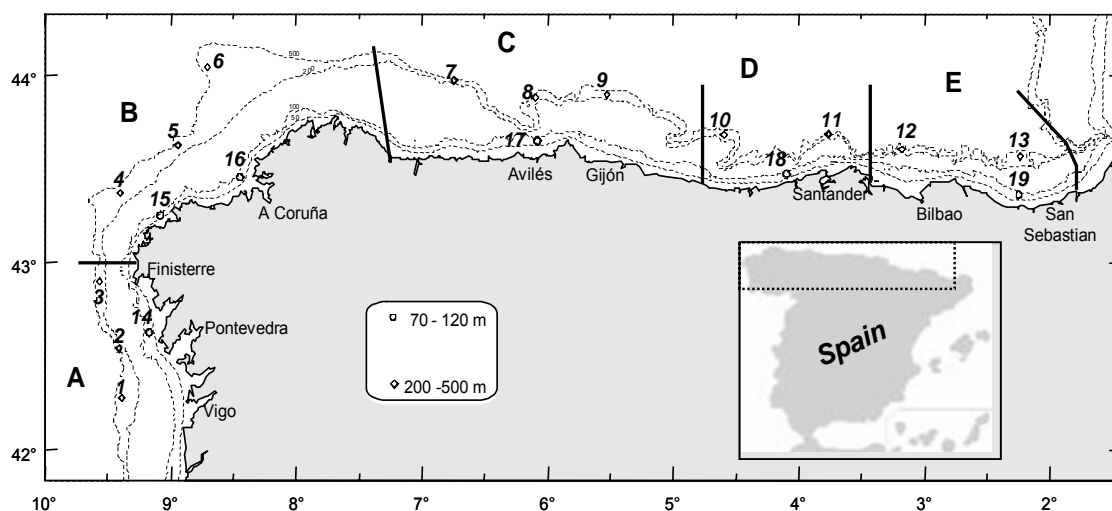 C
6
44°
500
200
7
9
8
D
E
B
5
10
11
12
13
100
50
17
16
4
18
19
Avilés
Gijón
15
Santander
A Coruña
Bilbao
San
Sebastian
43°
Finisterre
3
14
70 - 120 m
2
Pontevedra
Spain
A
200 -500 m
1
Vigo
42°
10° 9° 8° 7° 6° 5° 4° 3° 2°